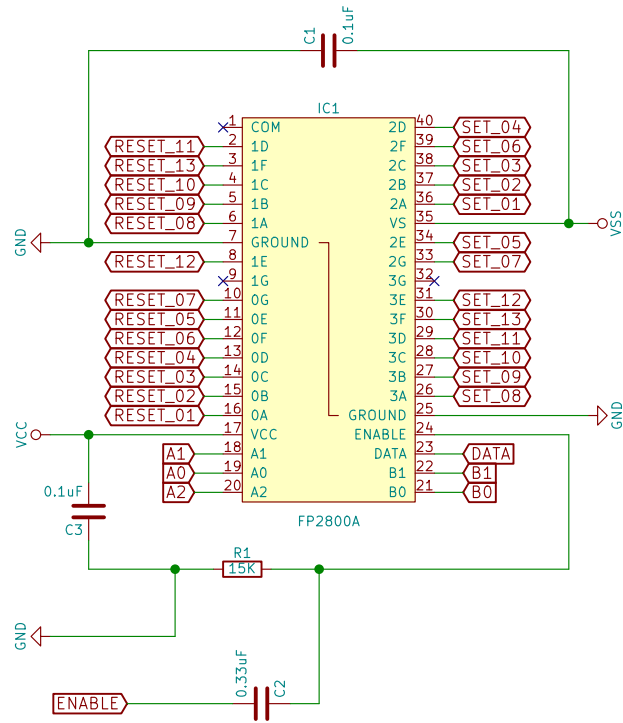 C1
0.1uF
IC1
1 COM 2D 40 SET_04
RESET_11 2 1D 2F 39 SET_06
RESET_13 3 1F 2C 38 SET_03
RESET_10 4 1C 2B 37 SET_02
RESET_09 5 1B 2A 36 SET_01
RESET_08 6 1A VS 35 VSS
GND 7 GROUND 2E 34 SET_05
RESET_12 8 1E 2G 33 SET_07
9 1G 3G 32
RESET_07 10 0G 3E 31 SET_12
RESET_05 11 0E 3F 30 SET_13
RESET_06 12 0F 3D 29 SET_11
RESET_04 13 0D 3C 28 SET_10
RESET_03 14 0C 3B 27 SET_09
RESET_02 15 0B 3A 26 SET_08
RESET_01 16 0A GROUND 25 GND
VCC 17 VCC ENABLE 24
A1 18 A1 DATA 23 DATA
A0 19 A0 B1 22 B1
A2 20 A2 B0 21 B0
0.1uF
C3
FP2800A
R1
15K
GND
0.33uF
C2
ENABLE